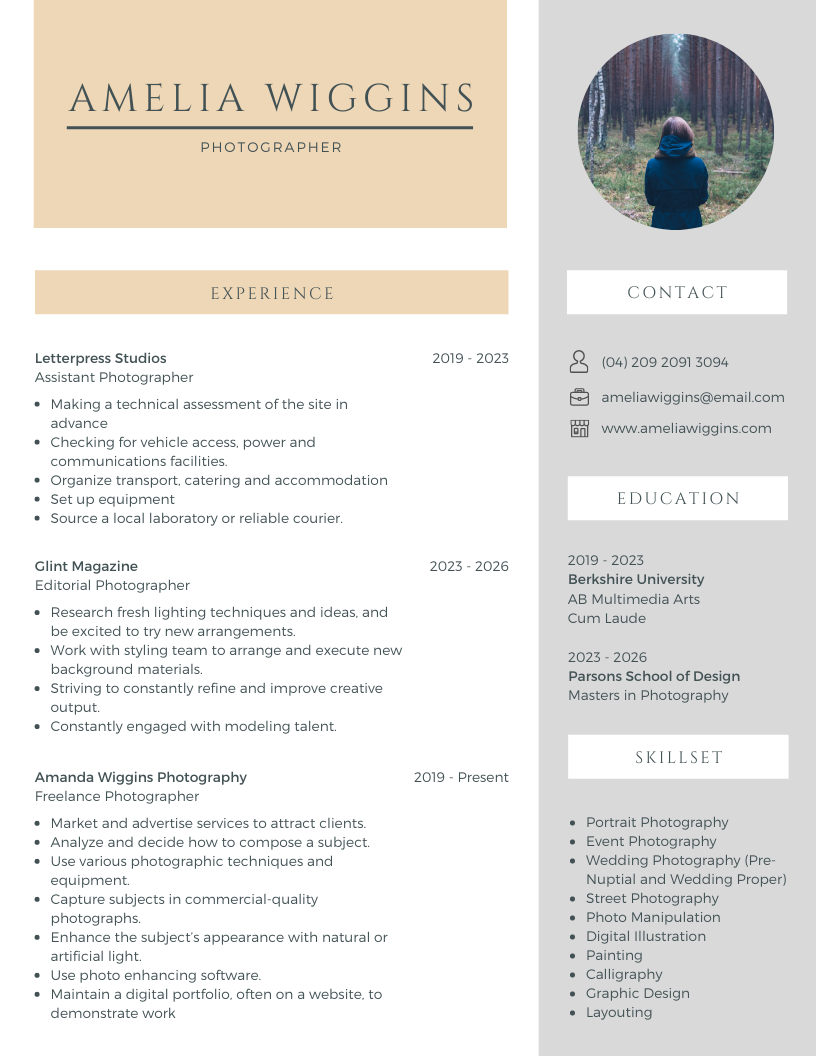 AMELIA WIGGINS
PHOTOGRAPHER
EXPERIENCE
Letterpress Studios 2019 - 2023
Assistant Photographer
• Making a technical assessment of the site in
advance
• Checking for vehicle access, power and
communications facilities.
• Organize transport, catering and accommodation
• Set up equipment
• Source a local laboratory or reliable courier.
Glint Magazine 2023 - 2026
Editorial Photographer
• Research fresh lighting techniques and ideas, and
be excited to try new arrangements.
• Work with styling team to arrange and execute new
background materials.
• Striving to constantly refine and improve creative
output.
• Constantly engaged with modeling talent.
Amanda Wiggins Photography 2019 - Present
Freelance Photographer
• Market and advertise services to attract clients.
• Analyze and decide how to compose a subject.
• Use various photographic techniques and
equipment.
• Capture subjects in commercial-quality
photographs.
• Enhance the subject's appearance with natural or
artificial light.
• Use photo enhancing software.
• Maintain a digital portfolio, often on a website, to
demonstrate work
CONTACT
(04) 209 2091 3094
ameliawiggins@email.com
www.ameliawiggins.com
EDUCATION
2019 - 2023
Berkshire University
AB Multimedia Arts
Cum Laude
2023 - 2026
Parsons School of Design
Masters in Photography
SKILLSET
• Portrait Photography
• Event Photography
• Wedding Photography (Pre-
Nuptial and Wedding Proper)
• Street Photography
• Photo Manipulation
• Digital Illustration
• Painting
• Calligraphy
• Graphic Design
• Layouting